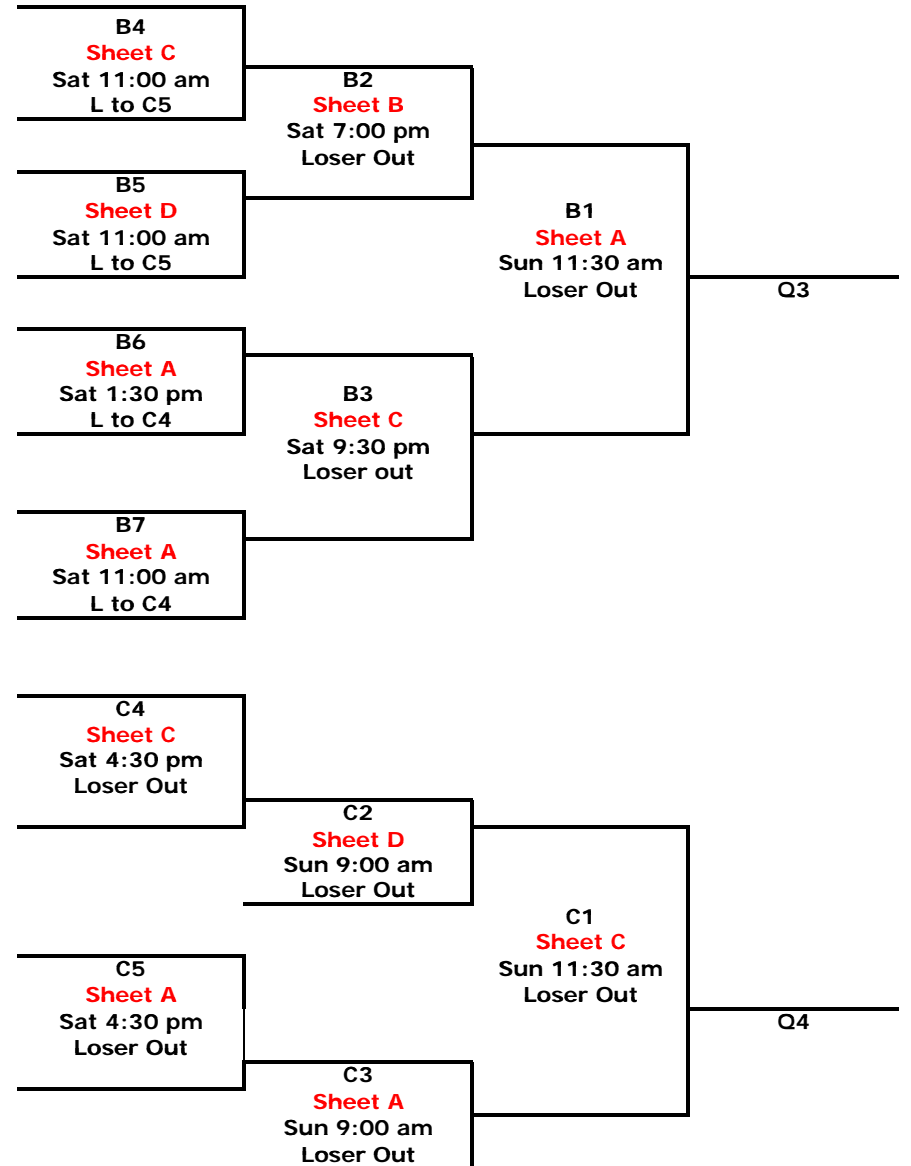 B4
Sheet C
Sat 11:00 am
L to C5
B2
Sheet B
Sat 7:00 pm
Loser Out
B5
Sheet D
Sat 11:00 am
L to C5
B1
Sheet A
Sun 11:30 am
Loser Out
Q3
B6
Sheet A
Sat 1:30 pm
L to C4
B3
Sheet C
Sat 9:30 pm
Loser out
B7
Sheet A
Sat 11:00 am
L to C4
C4
Sheet C
Sat 4:30 pm
Loser Out
C2
Sheet D
Sun 9:00 am
Loser Out
C1
Sheet C
Sun 11:30 am
Loser Out
Q4
C5
Sheet A
Sat 4:30 pm
Loser Out
C3
Sheet A
Sun 9:00 am
Loser Out